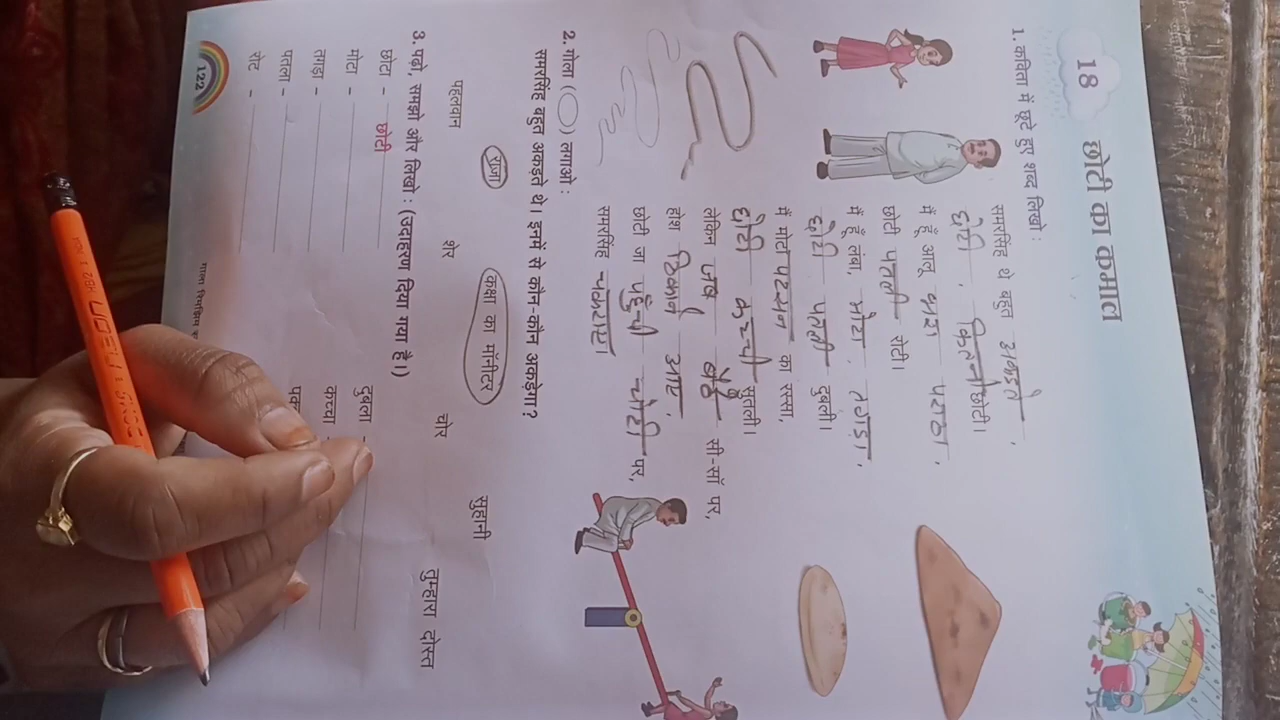 18
छोटी का कमाल
1. कविता में छूटे हुए शब्द लिखो :
समरसिंह थे बहुत अकड़ते ,
छोटी , कितनी छोटी।
मैं हूँ आलू भरा पराठा ,
छोटी पतली रोटी।
मैं हूँ लंबा, मोटा , तगड़ा ,
छोटी पतली दुबली।
मैं मोटा पटसन का रस्सा,
छोटी कच्ची सुतली।
लेकिन जब बैठे सी-सॉ पर,
होश ठिकाने आए ,
छोटी जा पहुँची चोटी पर,
समरसिंह चकराए।
2. गोला ( ) लगाओ :
समरसिंह बहुत अकड़ते थे। इनमें से कौन-कौन अकड़ेगा?
पहलवान राजा शेर कक्षा का मॉनीटर चोर सुहानी तुम्हारा दोस्त
3. पढ़ो, समझो और लिखो : (उदाहरण दिया गया है।)
छोटा - छोटी
दुबला -
मोटा -
कच्चा -
तगड़ा -
पतला -
रोट -
122